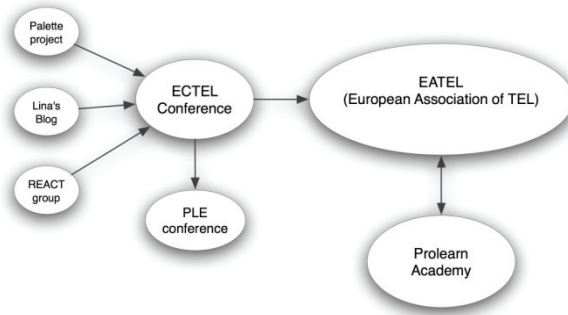 Palette
project
Lina's
Blog
REACT
group
ECTEL
Conference
PLE
conference
EATEL
(European Association of TEL)
Prolearn
Academy